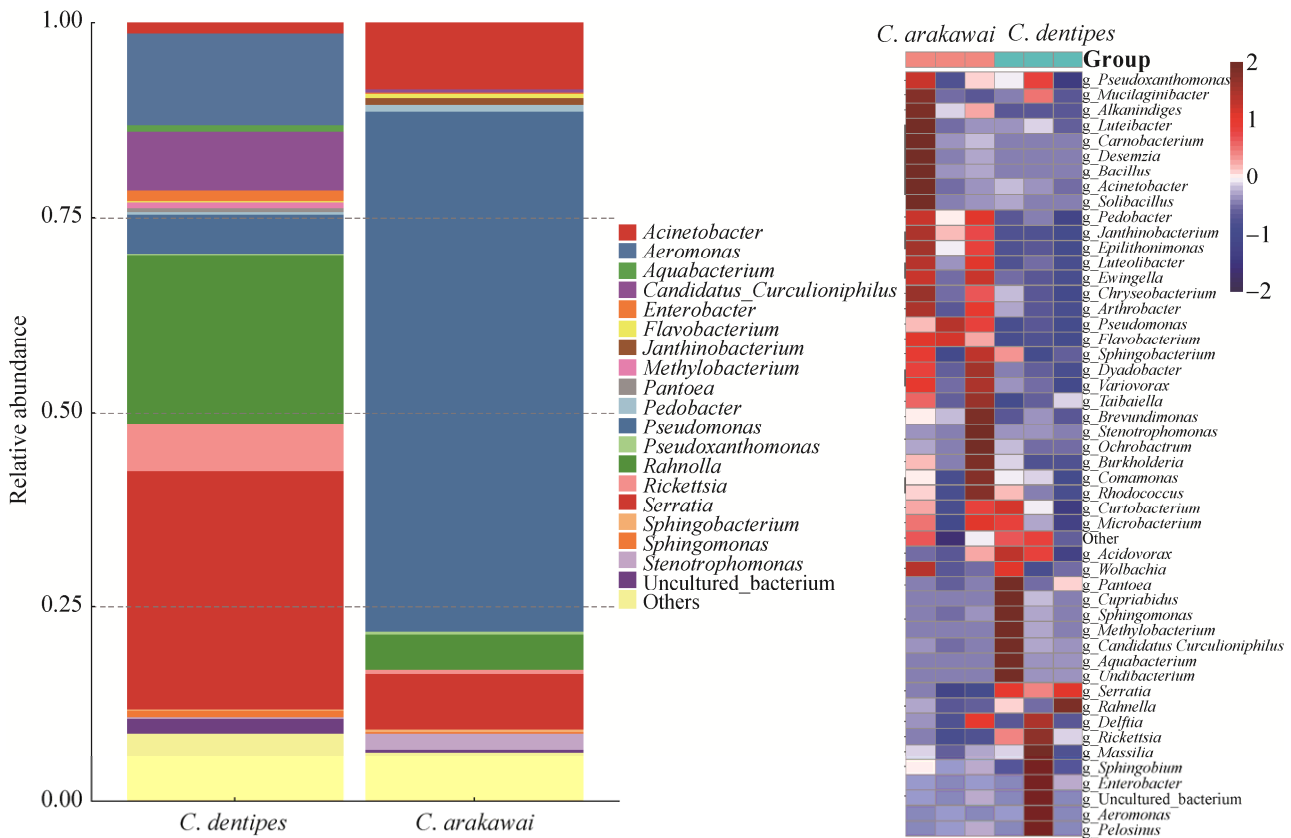 1.00
0.75
0.50
0.25
0.00
Relative abundance
C. dentipes
C. arakawai
Acinetobacter
Aeromonas
Aquabacterium
Candidatus_Curculioniphilus
Enterobacter
Flavobacterium
Janthinobacterium
Methylobacterium
Pantoea
Pedobacter
Pseudomonas
Pseudoxanthomonas
Rahnolla
Rickettsia
Serratia
Sphingobacterium
Sphingomonas
Stenotrophomonas
Uncultured_bacterium
Others
C. arakawai C. dentipes
Group
g_Pseudoxanthomonas
g_Mucilaginibacter
g_Alkanindiges
g_Luteibacter
g_Carnobacterium
g_Desemzia
g_Bacillus
g_Acinetobacter
g_Solibacillus
g_Pedobacter
g_Janthinobacterium
g_Epilithonimonas
g_Luteolibacter
g_Ewingella
g_Chryseobacterium
g_Arthrobacter
g_Pseudomonas
g_Flavobacterium
g_Sphingobacterium
g_Dyadobacter
g_Variovorax
g_Taibaiella
g_Brevundimonas
g_Stenotrophomonas
g_Ochrobactrum
g_Burkholderia
g_Comamonas
g_Rhodococcus
g_Curtobacterium
g_Microbacterium
Other
g_Acidovorax
g_Wolbachia
g_Pantoea
g_Cupriabidus
g_Sphingomonas
g_Methylobacterium
g_Candidatus Curculioniphilus
g_Aquabacterium
g_Undibacterium
g_Serratia
g_Rahnella
g_Delftia
g_Rickettsia
g_Massilia
g_Sphingobium
g_Enterobacter
g_Uncultured_bacterium
g_Aeromonas
g_Pelosinus
2
1
0
−1
−2